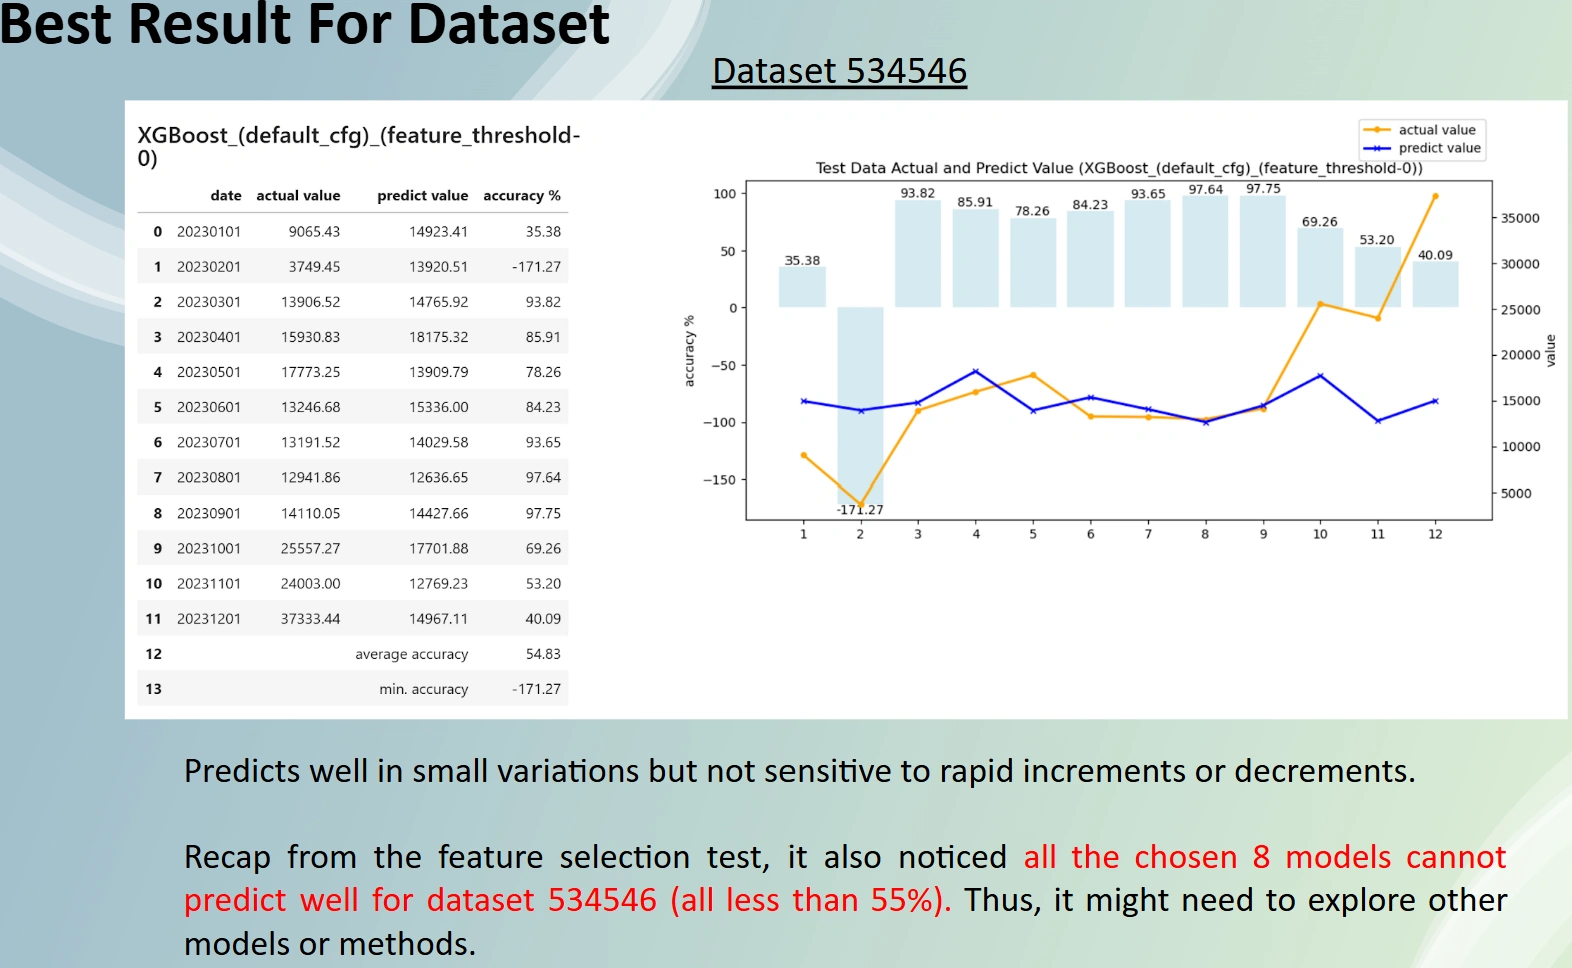 Best Result For Dataset
Dataset 534546
XGBoost_(default_cfg)_(feature_threshold-
0)
date actual value predict value accuracy %
0 20230101 9065.43 14923.41 35.38
1 20230201 3749.45 13920.51 -171.27
2 20230301 13906.52 14765.92 93.82
3 20230401 15930.83 18175.32 85.91
4 20230501 17773.25 13909.79 78.26
5 20230601 13246.68 15336.00 84.23
6 20230701 13191.52 14029.58 93.65
7 20230801 12941.86 12636.65 97.64
8 20230901 14110.05 14427.66 97.75
9 20231001 25557.27 17701.88 69.26
10 20231101 24003.00 12769.23 53.20
11 20231201 37333.44 14967.11 40.09
12 average accuracy 54.83
13 min. accuracy -171.27
actual value
predict value
Test Data Actual and Predict Value (XGBoost_(default_cfg)_(feature_threshold-0))
accuracy %
100
50
0
−50
−100
−150
35.38
-171.27
93.82
85.91
78.26
84.23
93.65
97.64
97.75
69.26
53.20
40.09
35000
30000
25000
20000
15000
10000
5000
value
1 2 3 4 5 6 7 8 9 10 11 12
Predicts well in small variations but not sensitive to rapid increments or decrements.
Recap from the feature selection test, it also noticed all the chosen 8 models cannot
predict well for dataset 534546 (all less than 55%). Thus, it might need to explore other
models or methods.